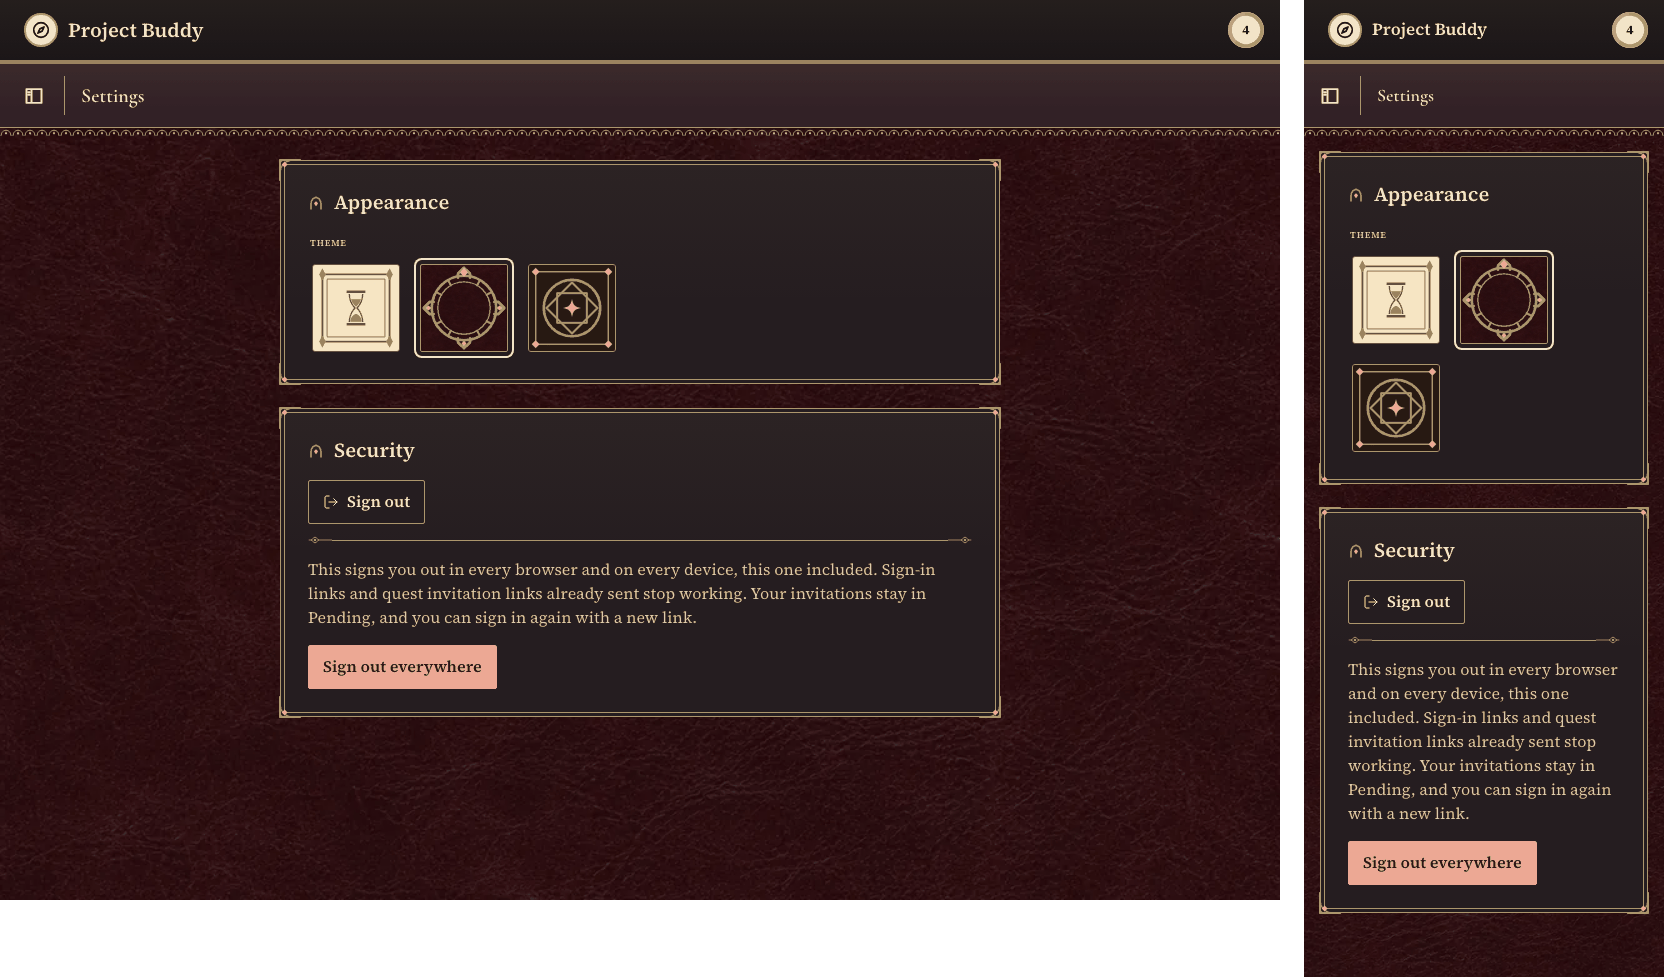 Project Buddy
4
Settings
Appearance
THEME
Security
Sign out
This signs you out in every browser and on every device, this one included. Sign-in
links and quest invitation links already sent stop working. Your invitations stay in
Pending, and you can sign in again with a new link.
Sign out everywhere
Project Buddy
4
Settings
Appearance
THEME
Security
Sign out
This signs you out in every browser
and on every device, this one
included. Sign-in links and quest
invitation links already sent stop
working. Your invitations stay in
Pending, and you can sign in again
with a new link.
Sign out everywhere